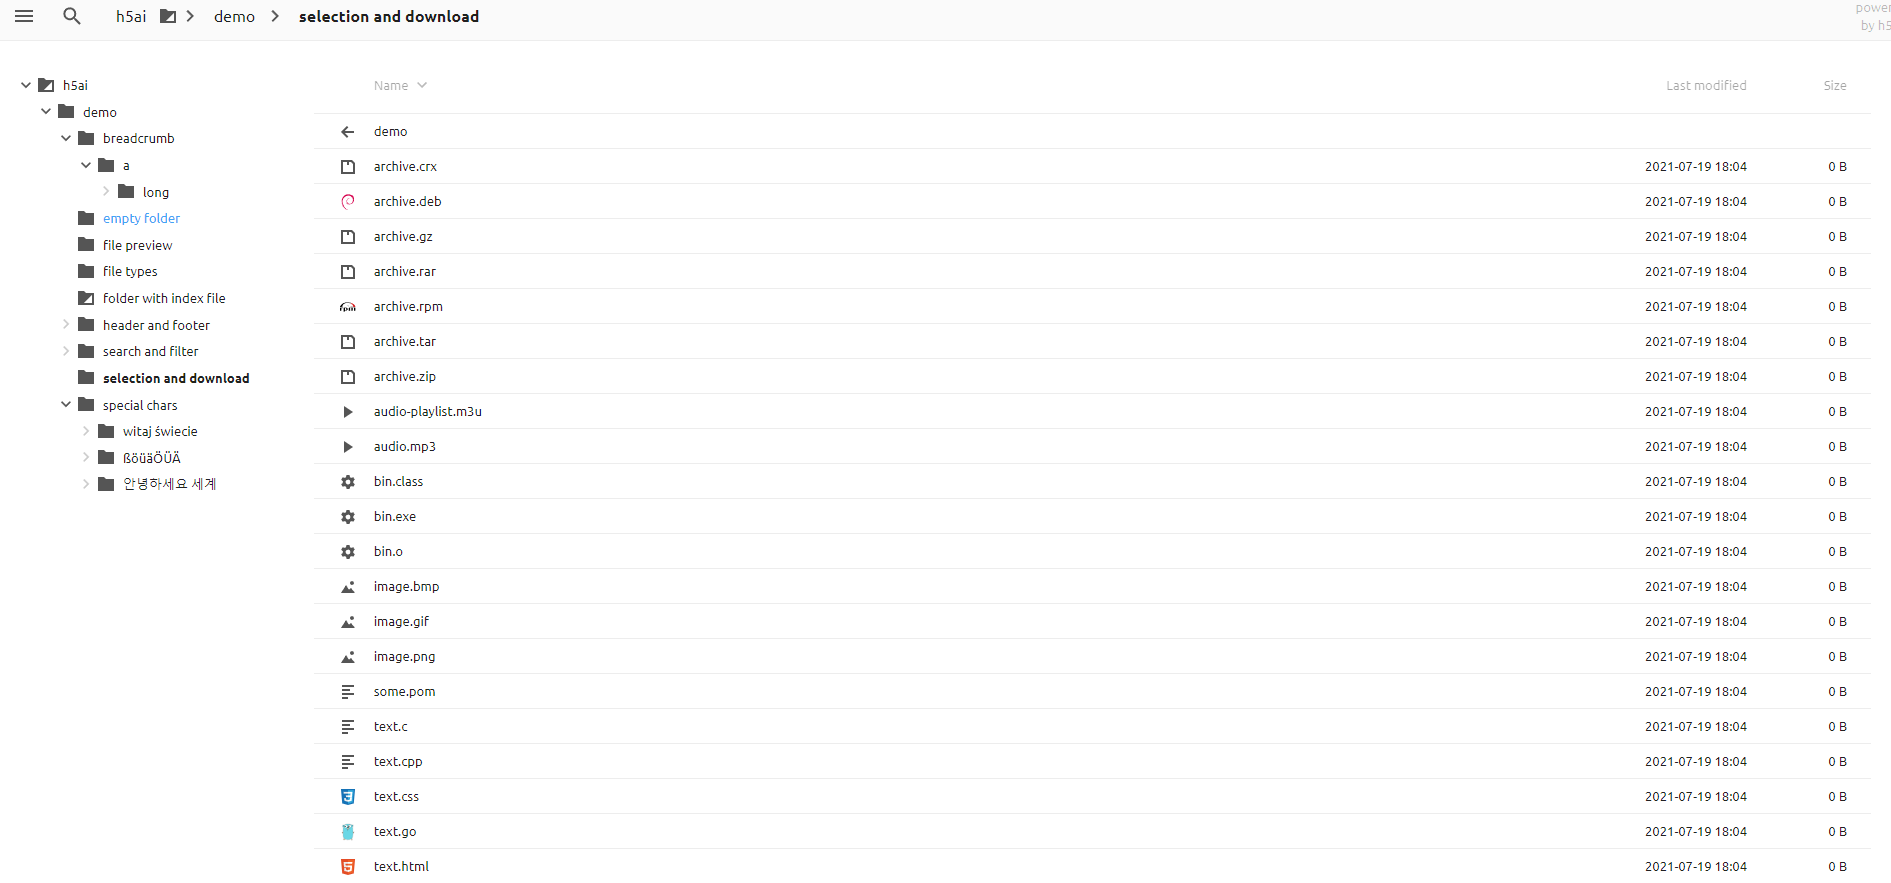 h5ai demo selection and download
power
by h5
h5ai
demo
breadcrumb
a
long
empty folder
file preview
file types
folder with index file
header and footer
search and filter
selection and download
special chars
witaj świecie
ßöüäÖÜÄ
안녕하세요 세계
Name Last modified Size
demo
archive.crx 2021-07-19 18:04 0 B
archive.deb 2021-07-19 18:04 0 B
archive.gz 2021-07-19 18:04 0 B
archive.rar 2021-07-19 18:04 0 B
archive.rpm 2021-07-19 18:04 0 B
archive.tar 2021-07-19 18:04 0 B
archive.zip 2021-07-19 18:04 0 B
audio-playlist.m3u 2021-07-19 18:04 0 B
audio.mp3 2021-07-19 18:04 0 B
bin.class 2021-07-19 18:04 0 B
bin.exe 2021-07-19 18:04 0 B
bin.o 2021-07-19 18:04 0 B
image.bmp 2021-07-19 18:04 0 B
image.gif 2021-07-19 18:04 0 B
image.png 2021-07-19 18:04 0 B
some.pom 2021-07-19 18:04 0 B
text.c 2021-07-19 18:04 0 B
text.cpp 2021-07-19 18:04 0 B
text.css 2021-07-19 18:04 0 B
text.go 2021-07-19 18:04 0 B
text.html 2021-07-19 18:04 0 B